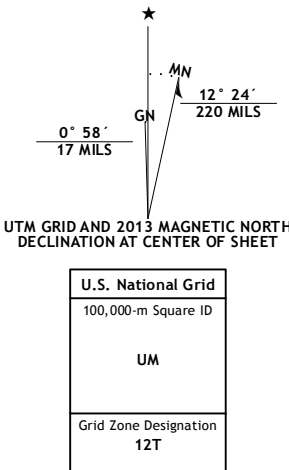 ★
MN
12° 24´
220 MILS
GN
0° 58´
17 MILS
UTM GRID AND 2013 MAGNETIC NORTH
DECLINATION AT CENTER OF SHEET
U.S. National Grid
100,000-m Square ID
UM
Grid Zone Designation
12T